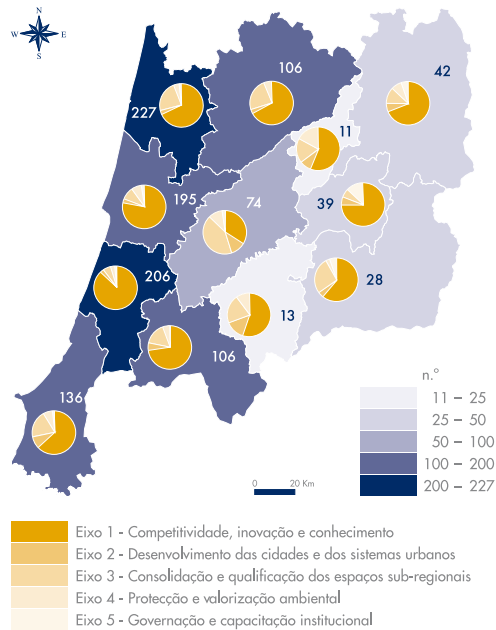 N
W E
S
106
42
227
11
195
74
39
206
28
13
106
136
n.º
11 – 25
25 – 50
50 – 100
100 – 200
200 – 227
0 20 Km
Eixo 1 - Competitividade, inovação e conhecimento
Eixo 2 - Desenvolvimento das cidades e dos sistemas urbanos
Eixo 3 - Consolidação e qualificação dos espaços sub-regionais
Eixo 4 - Protecção e valorização ambiental
Eixo 5 - Governação e capacitação institucional